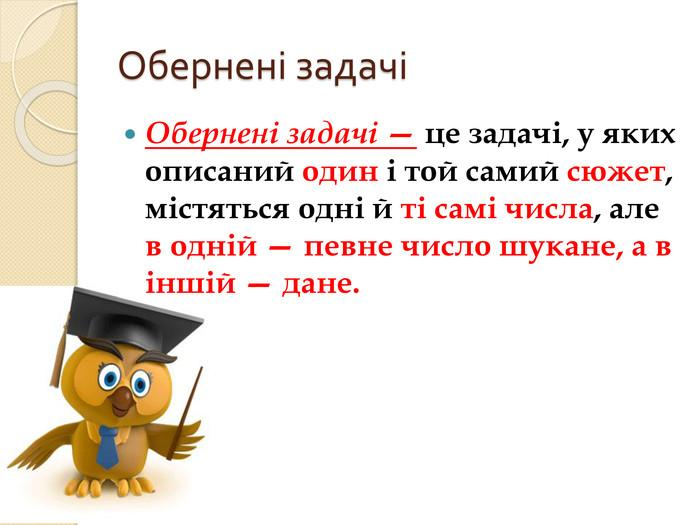 Обернені задачі
Обернені задачі — це задачі, у яких
описаний один і той самий сюжет,
містяться одні й ті самі числа, але
в одній — певне число шукане, а в
іншій — дане.